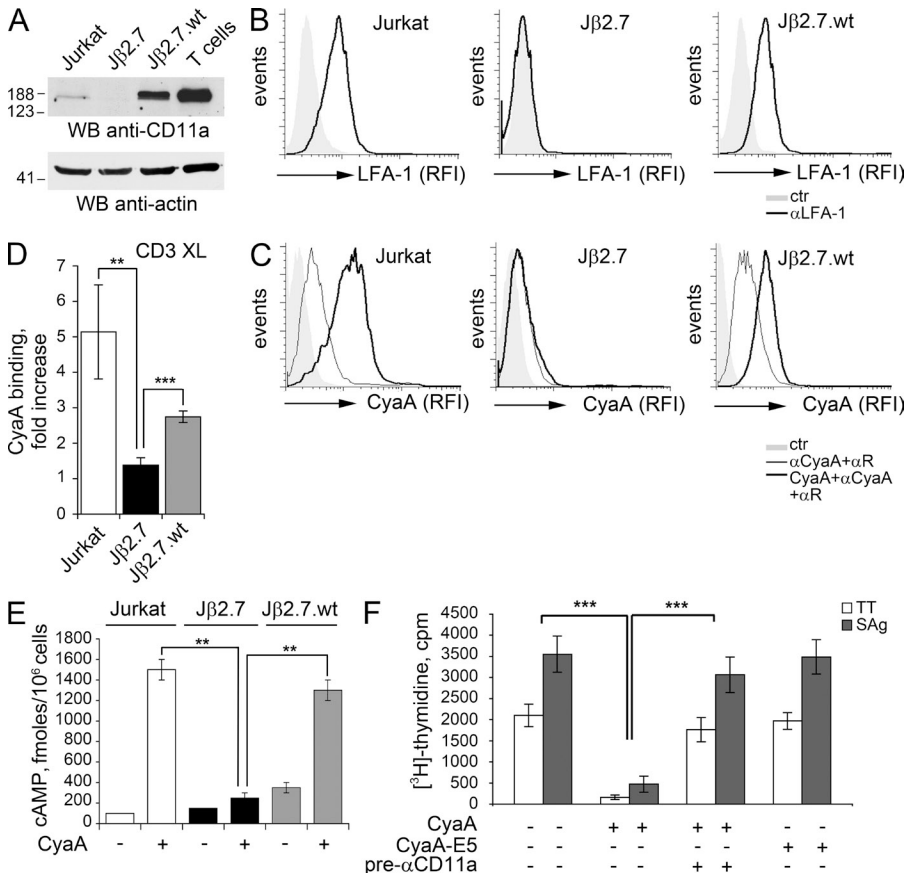 A
Jurkat
Jβ2.7
Jβ2.7.wt
T cells
188
123
WB anti-CD11a
41
WB anti-actin
B
Jurkat
events
LFA-1 (RFI)
Jβ2.7
events
LFA-1 (RFI)
Jβ2.7.wt
events
LFA-1 (RFI)
ctr
αLFA-1
C
Jurkat
events
CyaA (RFI)
Jβ2.7
events
CyaA (RFI)
Jβ2.7.wt
events
CyaA (RFI)
ctr
αCyaA+αR
CyaA+αCyaA
+αR
D
CD3 XL
CyaA binding,
fold increase
7
6
5
4
3
2
1
0
**
***
Jurkat
Jβ2.7
Jβ2.7.wt
E
Jurkat Jβ2.7 Jβ2.7.wt
cAMP, fmoles/10⁶ cells
1600
1400
1200
1000
800
600
400
200
0
** **
CyaA - + - + - +
F
[³H]-thymidine, cpm
4500
4000
3500
3000
2500
2000
1500
1000
500
0
*** ***
TT
SAg
CyaA - - + + + + - -
CyaA-E5 - - - - - - + +
pre-αCD11a - - - - + + - -